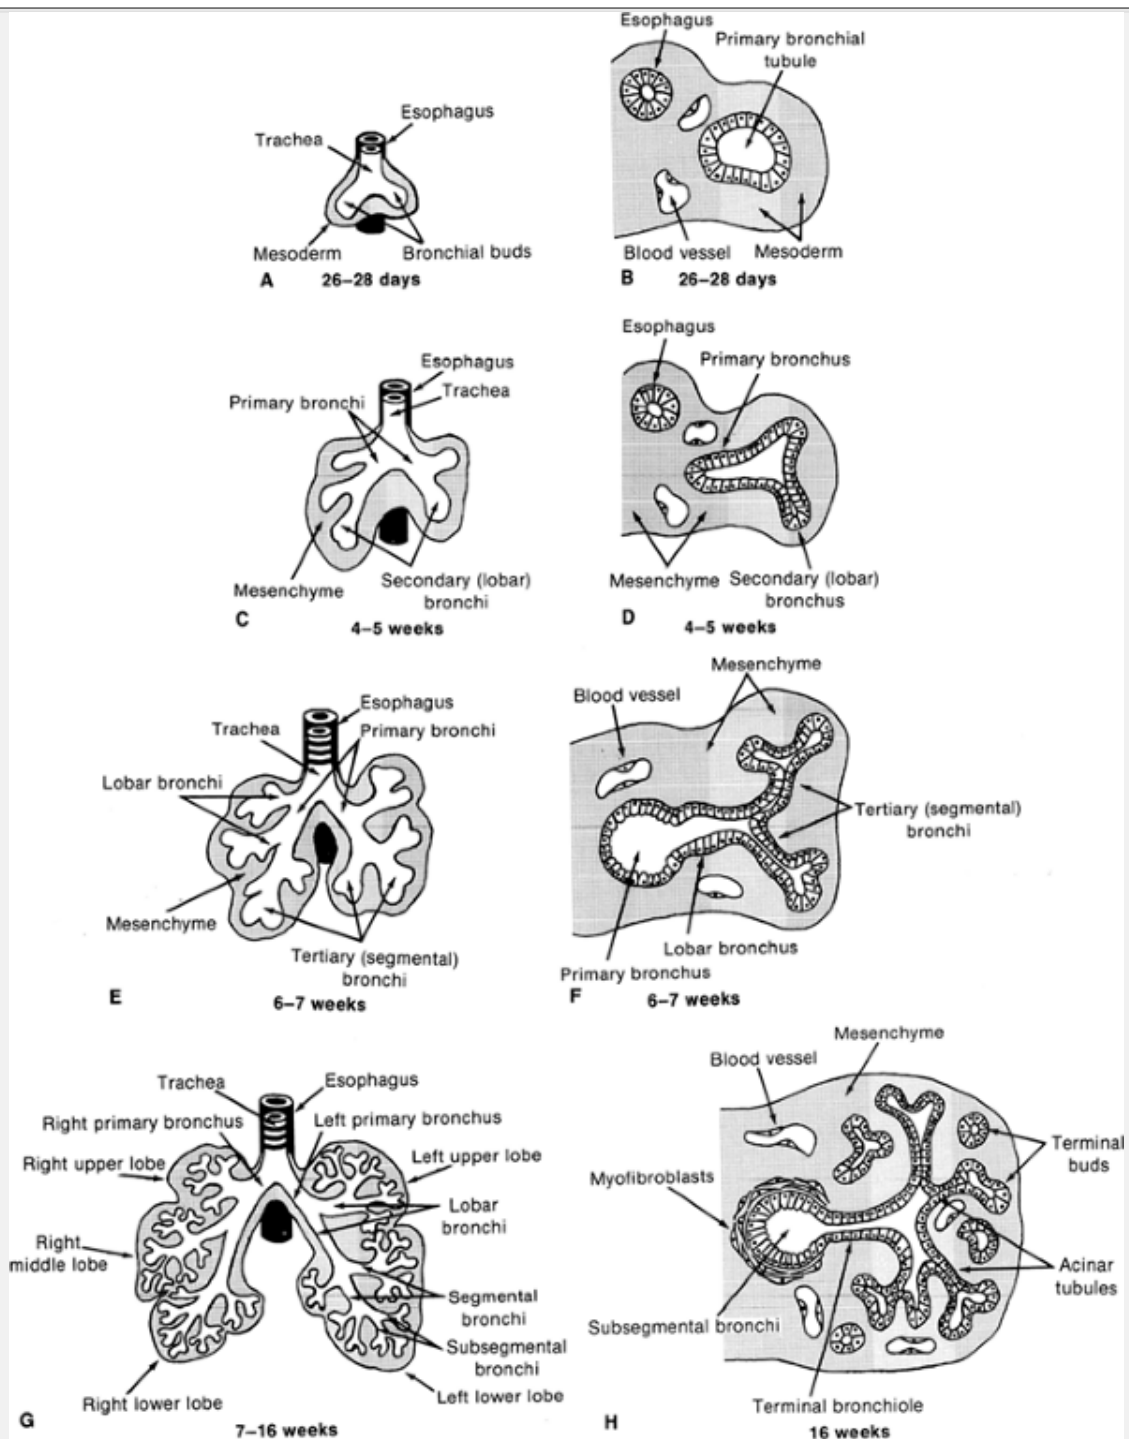 Esophagus
Trachea
Mesoderm
Bronchial buds
A
26–28 days
Esophagus
Primary bronchial
tubule
Blood vessel
Mesoderm
B
26–28 days
Esophagus
Trachea
Primary bronchi
Mesenchyme
Secondary (lobar)
bronchi
C
4–5 weeks
Esophagus
Primary bronchus
Mesenchyme
Secondary (lobar)
bronchus
D
4–5 weeks
Esophagus
Trachea
Primary bronchi
Lobar bronchi
Mesenchyme
Tertiary (segmental)
bronchi
E
6–7 weeks
Mesenchyme
Blood vessel
Tertiary (segmental)
bronchi
Lobar bronchus
Primary bronchus
F
6–7 weeks
Trachea
Esophagus
Right primary bronchus
Left primary bronchus
Right upper lobe
Left upper lobe
Lobar
bronchi
Right
middle lobe
Segmental
bronchi
Subsegmental
bronchi
Left lower lobe
Right lower lobe
G
7–16 weeks
Mesenchyme
Blood vessel
Terminal
buds
Myofibroblasts
Acinar
tubules
Subsegmental bronchi
Terminal bronchiole
H
16 weeks